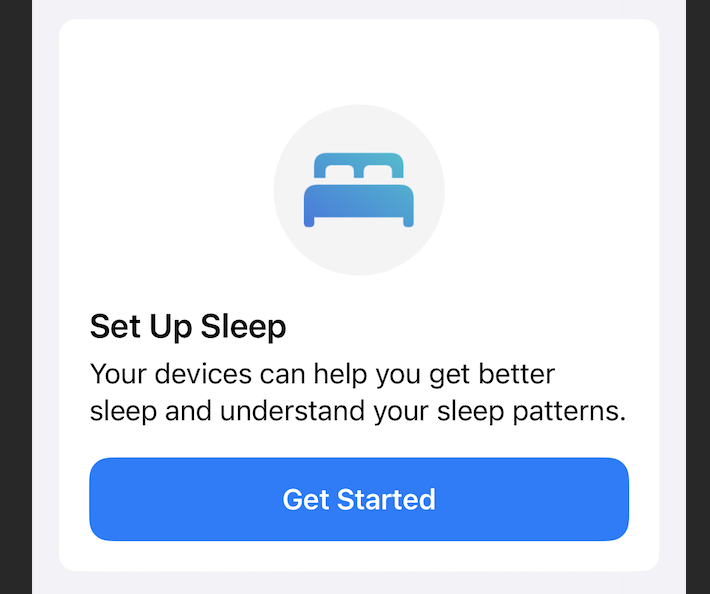 Set Up Sleep
Your devices can help you get better
sleep and understand your sleep patterns.
Get Started